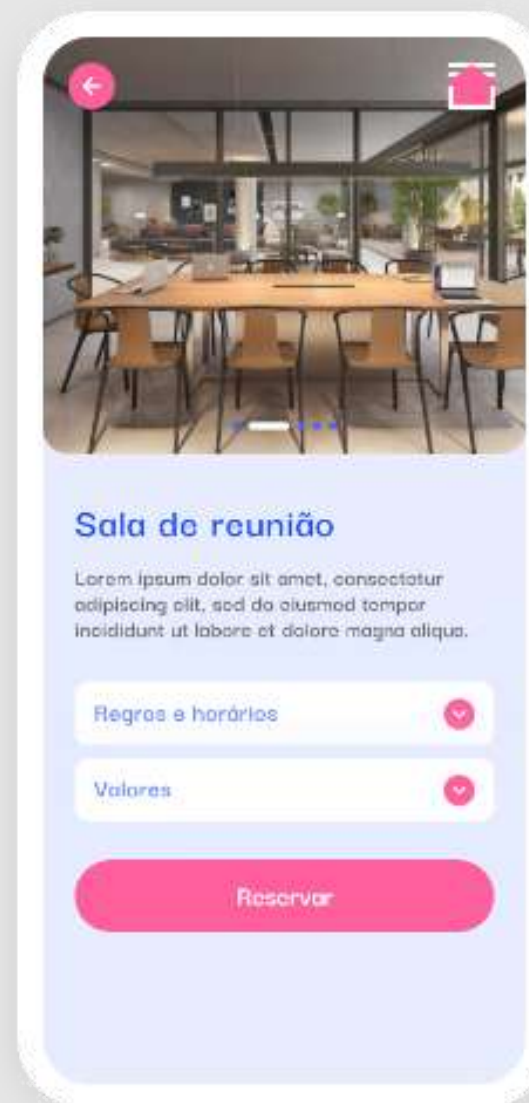 Sala de reunião
Lorem ipsum dolor sit amet, consectetur
adipiscing elit, sed do eiusmod tempor
incididunt ut labore et dolore magna aliqua.
Regras e horários
Valores
Reservar